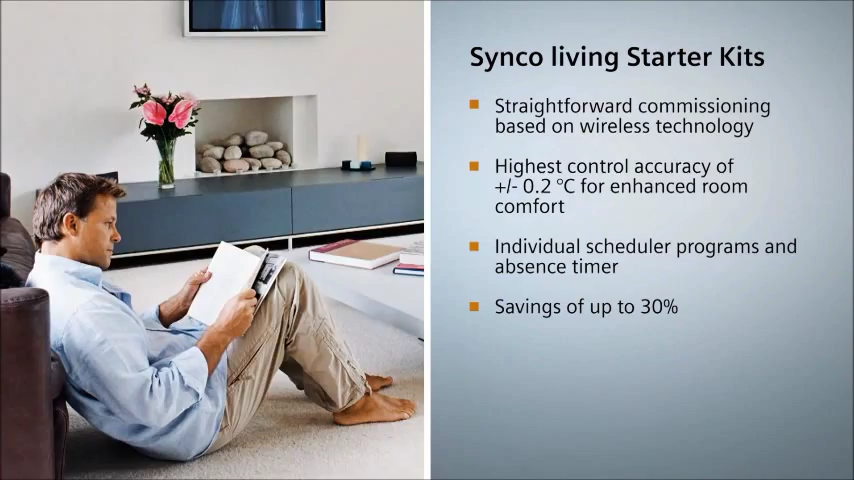 Synco living Starter Kits
Straightforward commissioning
based on wireless technology
Highest control accuracy of
+/- 0.2 °C for enhanced room
comfort
Individual scheduler programs and
absence timer
Savings of up to 30%